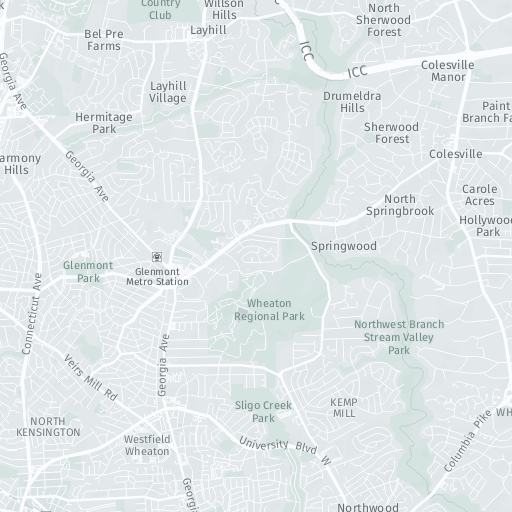 Country
Club
Willson
Hills
North
Sherwood
Forest
Bel Pre
Farms
Layhill
ICC
ICC
Colesville
Manor
Georgia Ave
Layhill
Village
Drumeldra
Hills
Paint
Branch Fa
Hermitage
Park
Sherwood
Forest
Colesville
armony
Hills
Georgia Ave
Carole
Acres
North
Springbrook
Hollywood
Park
Springwood
Glenmont
Metro Station
Glenmont
Park
Connecticut Ave
Wheaton
Regional Park
Northwest Branch
Stream Valley
Park
Georgia Ave
Veirs Mill Rd
Sligo Creek
Park
KEMP
MILL
WH
NORTH
KENSINGTON
Westfield
Wheaton
University Blvd W
Columbia Pike
Georgi
Northwood